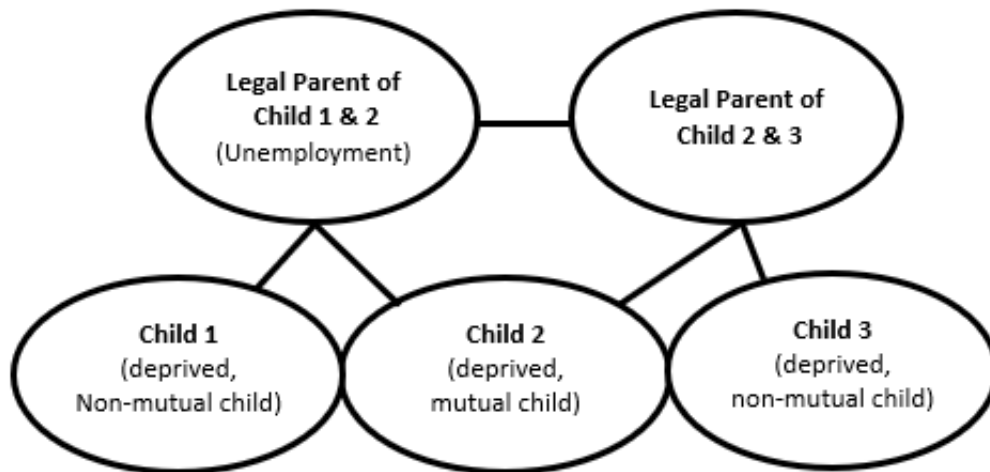 Legal Parent of
Child 1 & 2
(Unemployment)
Legal Parent of
Child 2 & 3
Child 1
(deprived,
Non-mutual child)
Child 2
(deprived,
mutual child)
Child 3
(deprived,
non-mutual child)